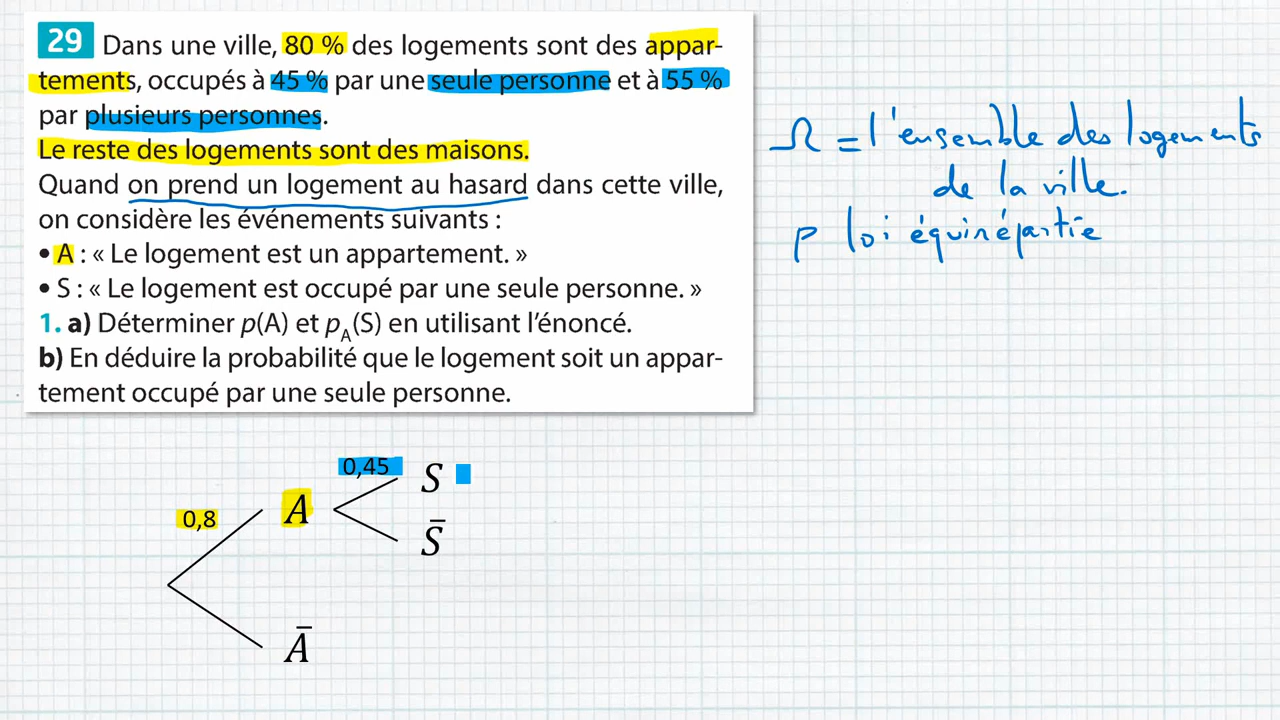 29 Dans une ville, 80 % des logements sont des appar-
tements, occupés à 45 % par une seule personne et à 55 %
par plusieurs personnes.
Le reste des logements sont des maisons.
Quand on prend un logement au hasard dans cette ville,
on considère les événements suivants :
• A : « Le logement est un appartement. »
• S : « Le logement est occupé par une seule personne. »
1. a) Déterminer p(A) et p_A(S) en utilisant l'énoncé.
b) En déduire la probabilité que le logement soit un appar-
tement occupé par une seule personne.
Ω = l'ensemble des logements
de la ville.
p loi équirépartie
0,45
S
0,8
A
S̄
Ā